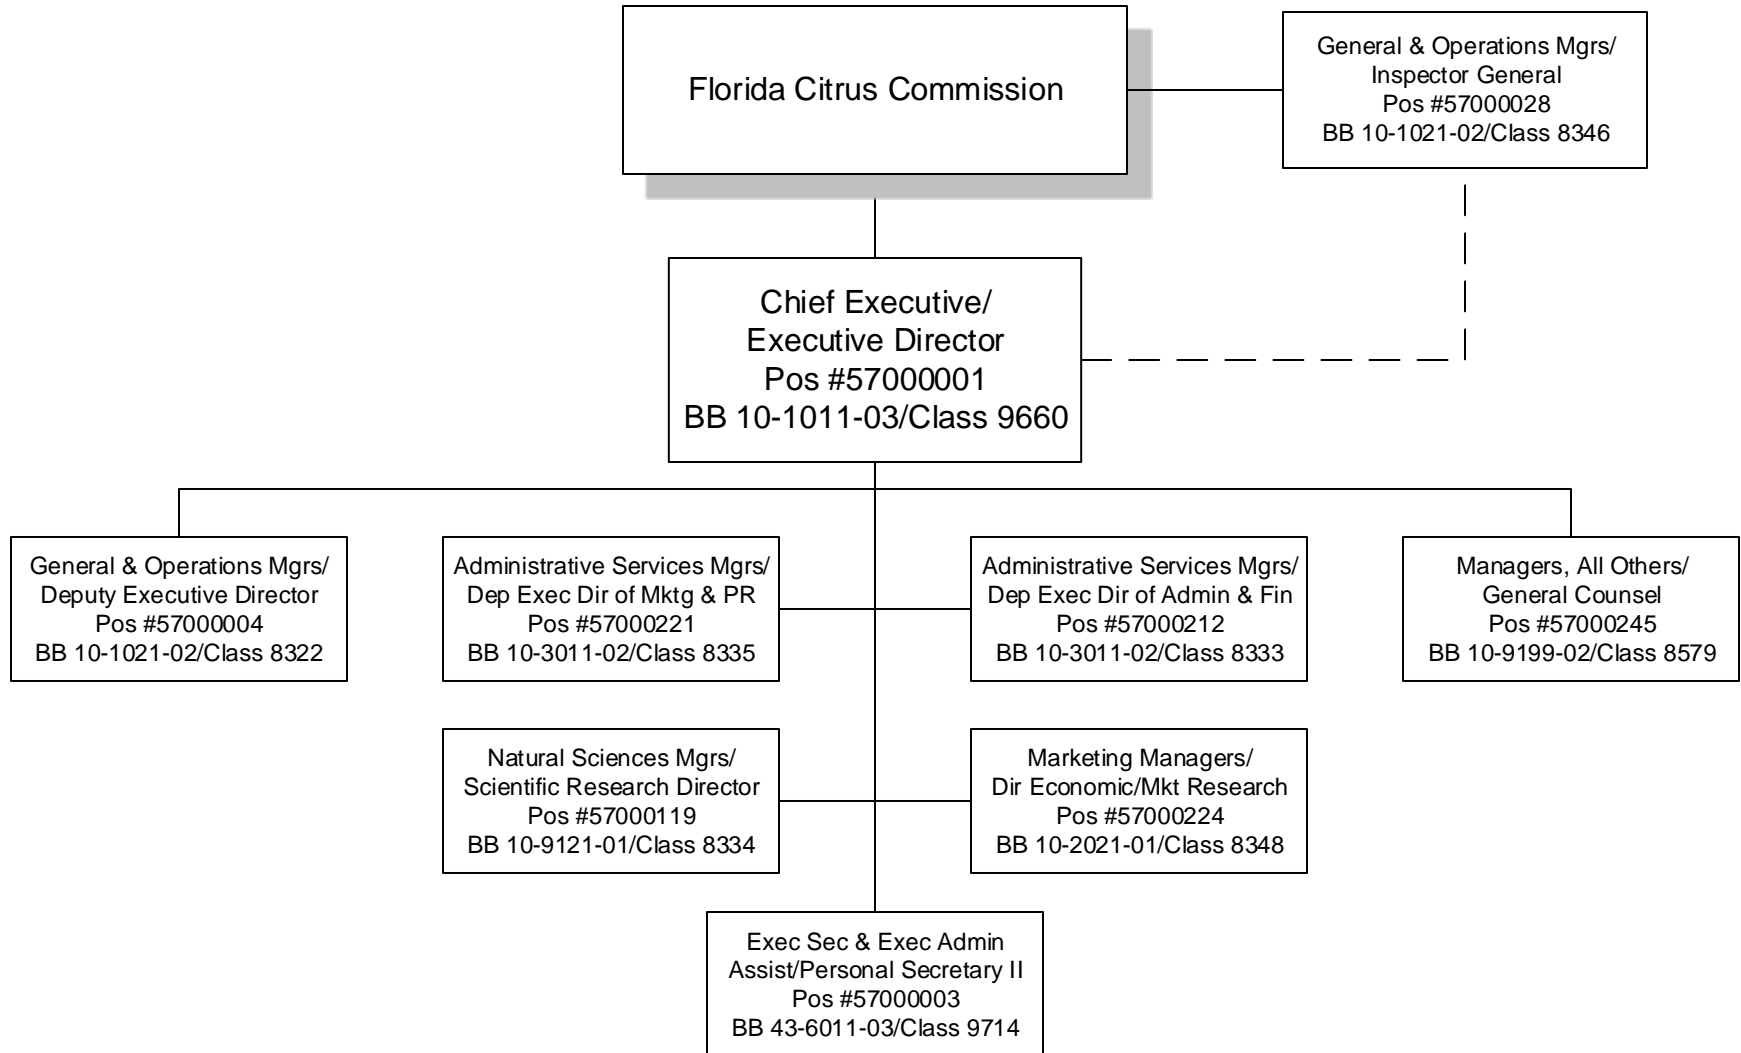 Florida Citrus Commission
General & Operations Mgrs/
Inspector General
Pos #57000028
BB 10-1021-02/Class 8346
Chief Executive/
Executive Director
Pos #57000001
BB 10-1011-03/Class 9660
General & Operations Mgrs/
Deputy Executive Director
Pos #57000004
BB 10-1021-02/Class 8322
Administrative Services Mgrs/
Dep Exec Dir of Mktg & PR
Pos #57000221
BB 10-3011-02/Class 8335
Administrative Services Mgrs/
Dep Exec Dir of Admin & Fin
Pos #57000212
BB 10-3011-02/Class 8333
Managers, All Others/
General Counsel
Pos #57000245
BB 10-9199-02/Class 8579
Natural Sciences Mgrs/
Scientific Research Director
Pos #57000119
BB 10-9121-01/Class 8334
Marketing Managers/
Dir Economic/Mkt Research
Pos #57000224
BB 10-2021-01/Class 8348
Exec Sec & Exec Admin
Assist/Personal Secretary II
Pos #57000003
BB 43-6011-03/Class 9714